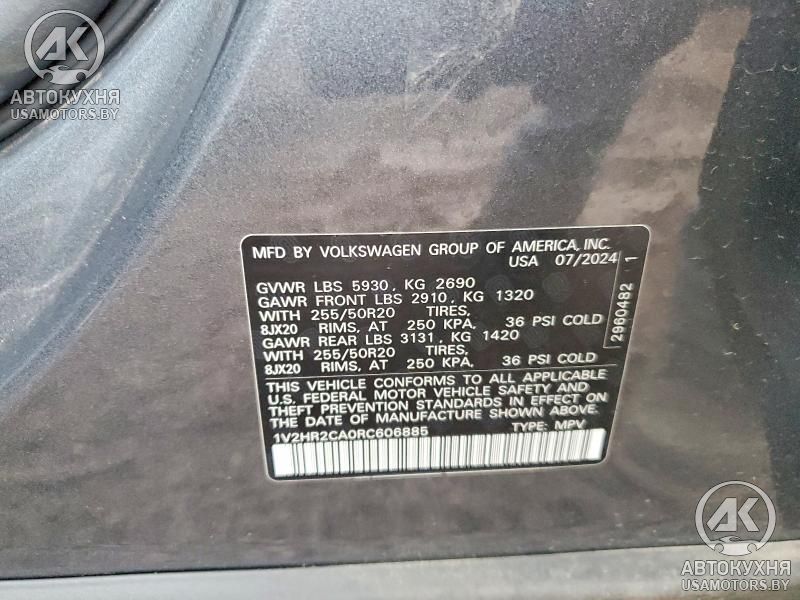 AK
АВТОКУХНЯ
USAMOTORS.BY
MFD BY VOLKSWAGEN GROUP OF AMERICA, INC.
USA 07/2024
GVWR LBS 5930, KG 2690
GAWR FRONT LBS 2910, KG 1320
WITH 255/50R20 TIRES,
8JX20 RIMS, AT 250 KPA, 36 PSI COLD
GAWR REAR LBS 3131, KG 1420
WITH 255/50R20 TIRES,
8JX20 RIMS, AT 250 KPA, 36 PSI COLD
THIS VEHICLE CONFORMS TO ALL APPLICABLE
U.S. FEDERAL MOTOR VEHICLE SAFETY AND
THEFT PREVENTION STANDARDS IN EFFECT ON
THE DATE OF MANUFACTURE SHOWN ABOVE.
1V2HR2CA0RC606885 TYPE: MPV
2960482 1
AK
АВТОКУХНЯ
USAMOTORS.BY